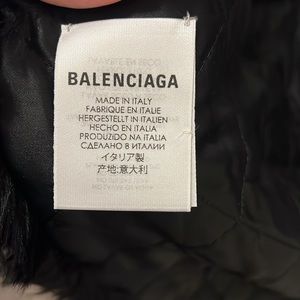 BALENCIAGA
MADE IN ITALY
FABRIQUE EN ITALIE
HERGESTELLT IN ITALIEN
HECHO EN ITALIA
PRODUZIDO NA ITALIA
СДЕЛАНО В ИТАЛИИ
イタリア製
产地:意大利